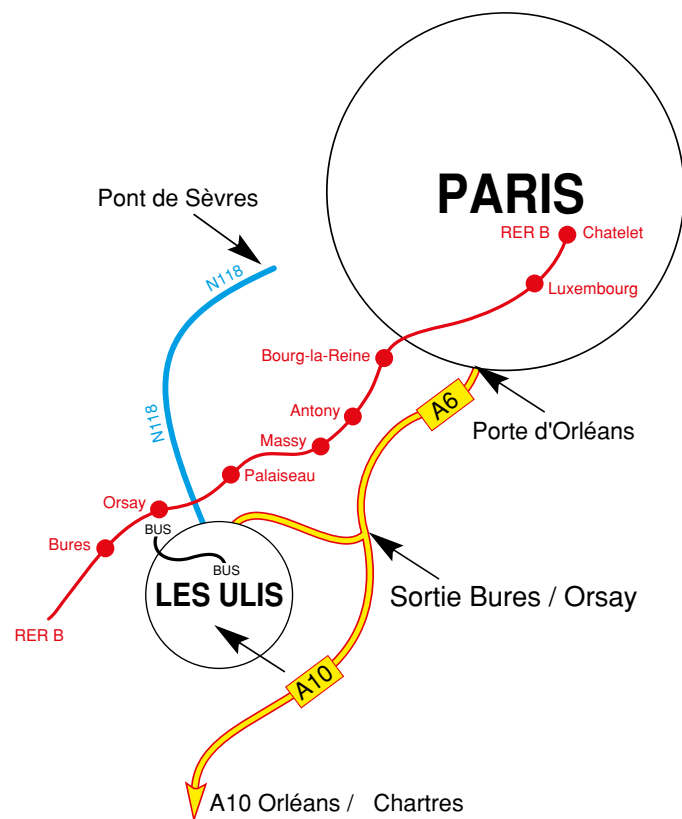 PARIS
Pont de Sèvres
RER B
Chatelet
N118
Luxembourg
Bourg-la-Reine
A6
Antony
Porte d'Orléans
N118
Massy
Palaiseau
Orsay
BUS
Bures
BUS
LES ULIS
Sortie Bures / Orsay
RER B
A10
A10 Orléans / Chartres